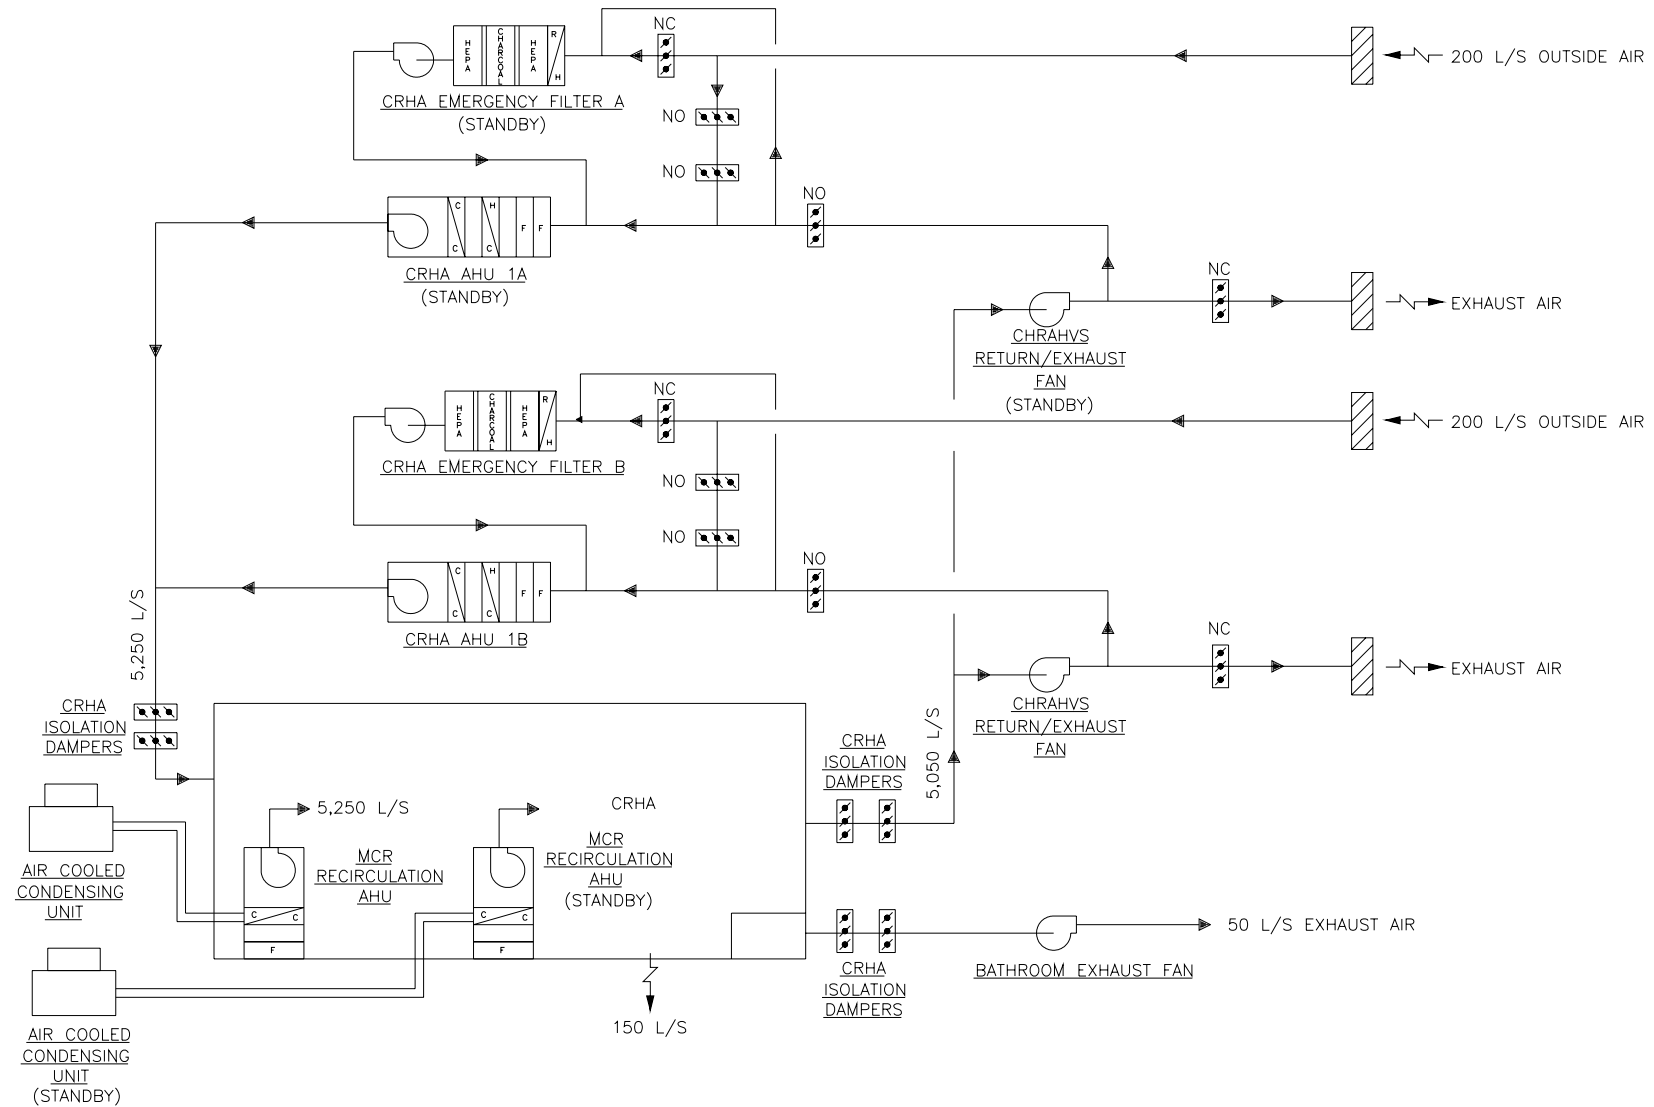 NC
200 L/S OUTSIDE AIR
HEPA
CHARCOAL
HEPA
R
H
CRHA EMERGENCY FILTER A
(STANDBY)
NO
NO
NO
C
C
H
C
F
F
CRHA AHU 1A
(STANDBY)
NC
EXHAUST AIR
CHRAHVS
RETURN/EXHAUST
FAN
(STANDBY)
NC
200 L/S OUTSIDE AIR
HEPA
CHARCOAL
HEPA
R
H
CRHA EMERGENCY FILTER B
NO
NO
NO
C
C
H
C
F
F
CRHA AHU 1B
5,250 L/S
NC
EXHAUST AIR
CHRAHVS
RETURN/EXHAUST
FAN
CRHA
ISOLATION
DAMPERS
5,050 L/S
CRHA
ISOLATION
DAMPERS
5,250 L/S
CRHA
MCR
RECIRCULATION
AHU
MCR
RECIRCULATION
AHU
(STANDBY)
AIR COOLED
CONDENSING
UNIT
C
C
F
C
C
F
50 L/S EXHAUST AIR
BATHROOM EXHAUST FAN
CRHA
ISOLATION
DAMPERS
150 L/S
AIR COOLED
CONDENSING
UNIT
(STANDBY)